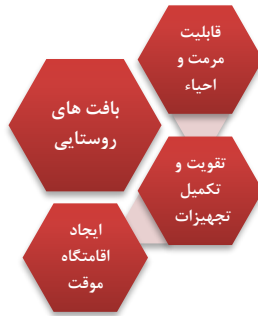 قابلیت
مرمت و
احیاء
بافت های
روستایی
تقویت و
تکمیل
تجهیزات
ایجاد
اقامتگاه
موقت